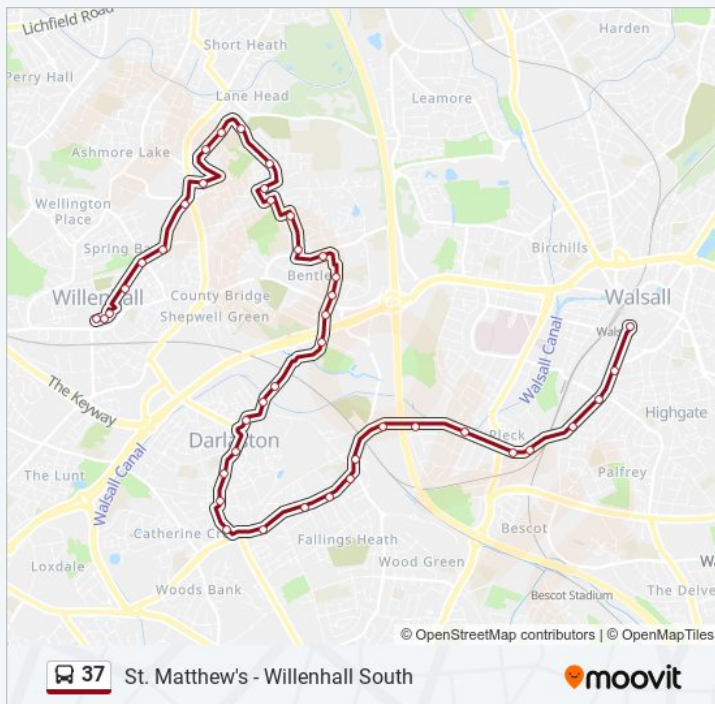 Lichfield Road
Short Heath
Harden
Perry Hall
Lane Head
Leamore
Ashmore Lake
Wellington
Place
Spring
Birchills
Bentley
Willenhall
County Bridge
Shepwell Green
Walsall
Walsall Canal
The Keyway
Highgate
Darlaston
Pleck
Palfrey
The Lunt
Walsall Canal
Bescot
Catherine
Fallings Heath
Loxdale
Wood Green
Woods Bank
Bescot Stadium
The Delve
© OpenStreetMap contributors | © OpenMapTiles
37 St. Matthew's - Willenhall South
moovit